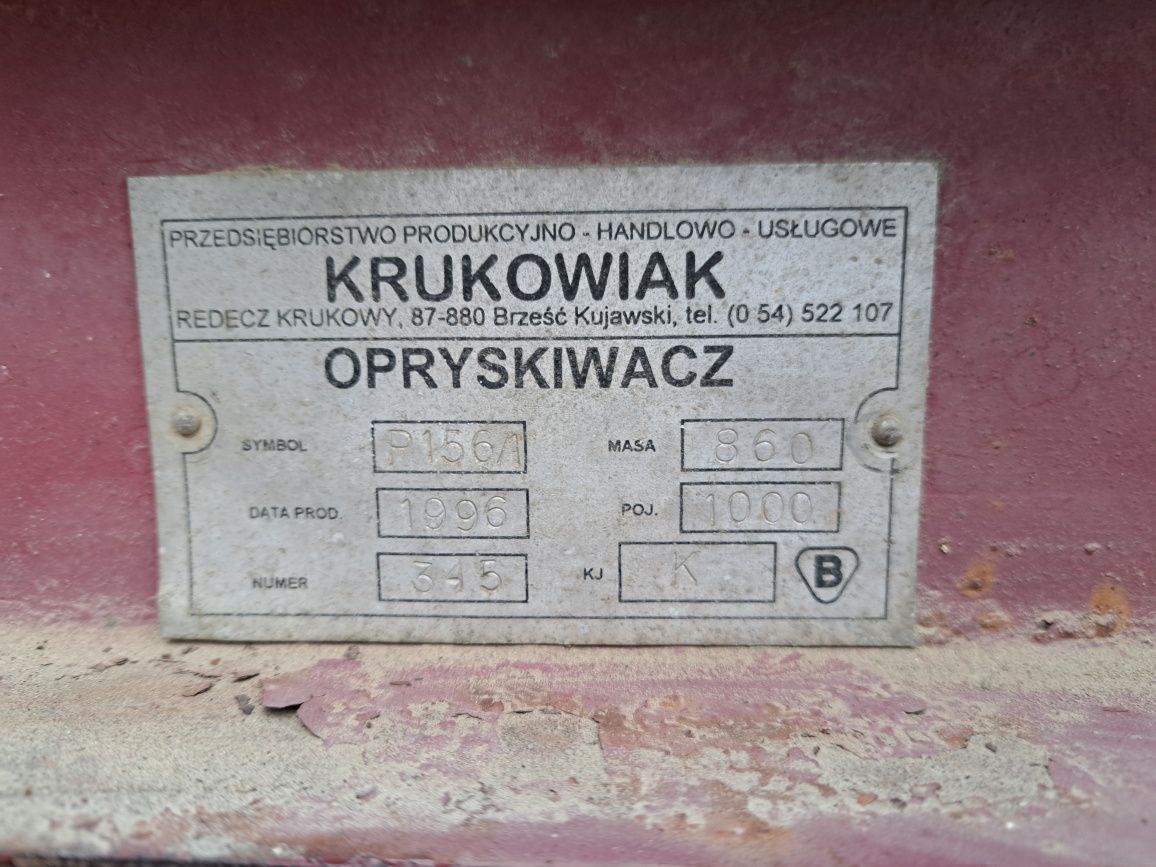 PRZEDSIĘBIORSTWO PRODUKCYJNO - HANDLOWO - USŁUGOWE
KRUKOWIAK
REDECZ KRUKOWY, 87-880 Brześć Kujawski, tel. (0 54) 522 107
OPRYSKIWACZ
SYMBOL P156/1 MASA 860
DATA PROD. 1996 POJ. 1000
NUMER 345 KJ K B